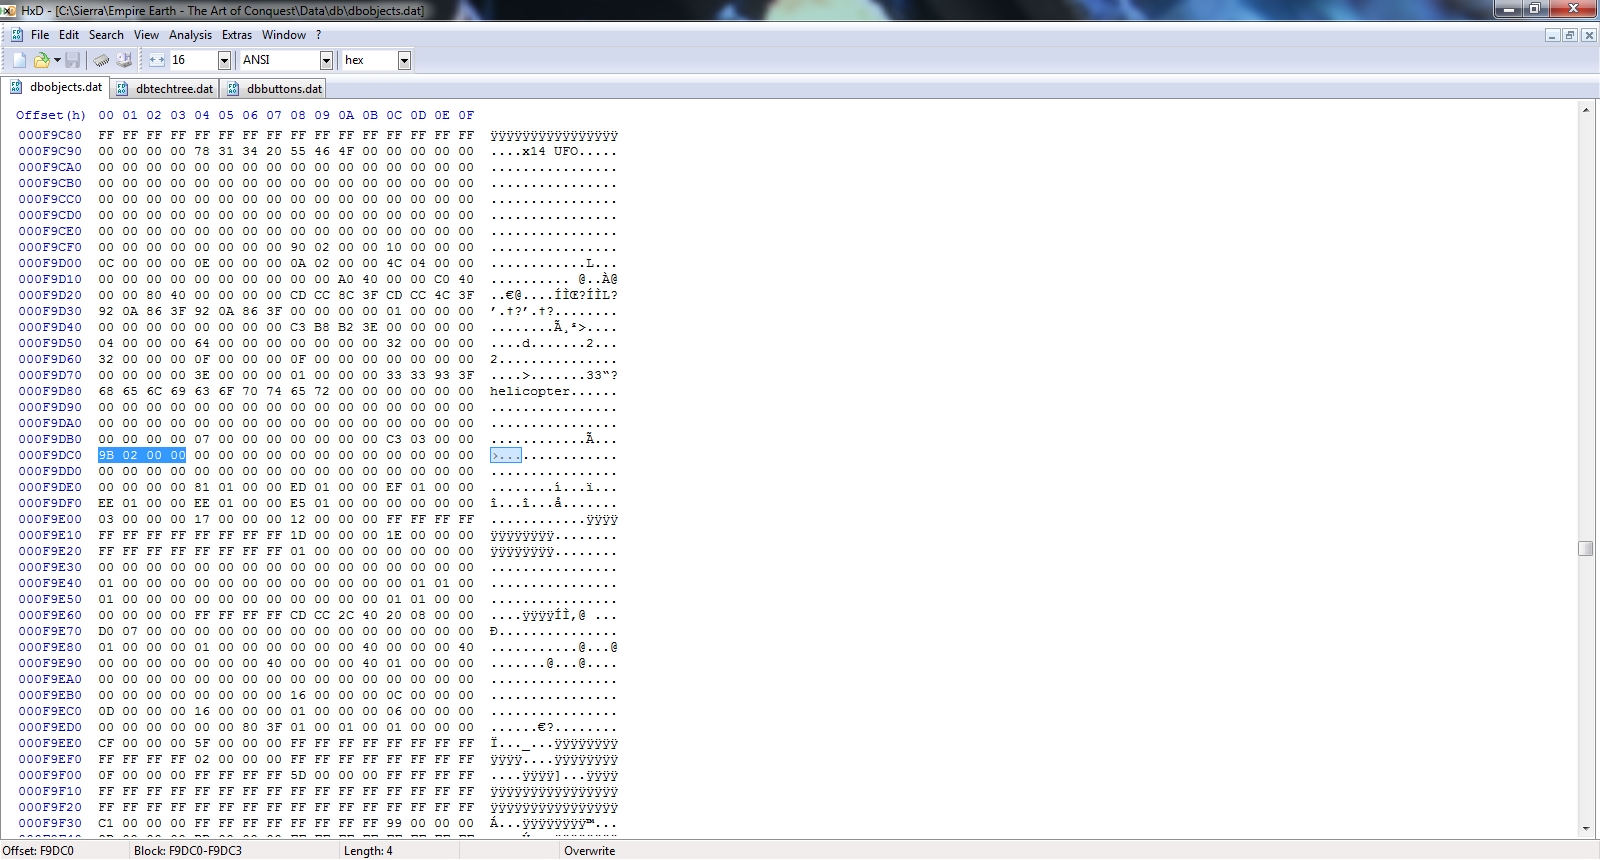 HxD - [C:\Sierra\Empire Earth - The Art of Conquest\Data\db\dbobjects.dat]
File Edit Search View Analysis Extras Window ?
16 ANSI hex
dbobjects.dat dbtechtree.dat dbbuttons.dat
Offset(h) 00 01 02 03 04 05 06 07 08 09 0A 0B 0C 0D 0E 0F
000F9C80 FF FF FF FF FF FF FF FF FF FF FF FF FF FF FF FF ÿÿÿÿÿÿÿÿÿÿÿÿÿÿÿÿ
000F9C90 00 00 00 00 78 31 34 20 55 46 4F 00 00 00 00 00 ....x14 UFO.....
000F9CA0 00 00 00 00 00 00 00 00 00 00 00 00 00 00 00 00 ................
000F9CB0 00 00 00 00 00 00 00 00 00 00 00 00 00 00 00 00 ................
000F9CC0 00 00 00 00 00 00 00 00 00 00 00 00 00 00 00 00 ................
000F9CD0 00 00 00 00 00 00 00 00 00 00 00 00 00 00 00 00 ................
000F9CE0 00 00 00 00 00 00 00 00 00 00 00 00 00 00 00 00 ................
000F9CF0 00 00 00 00 00 00 00 00 90 02 00 00 10 00 00 00 ................
000F9D00 0C 00 00 00 0E 00 00 00 0A 02 00 00 4C 04 00 00 ............L...
000F9D10 00 00 00 00 00 00 00 00 00 00 A0 40 00 00 C0 40 .......... @..À@
000F9D20 00 00 80 40 00 00 00 00 CD CC 8C 3F CD CC 4C 3F ..€@....ÍÌŒ?ÍÌL?
000F9D30 92 0A 86 3F 92 0A 86 3F 00 00 00 00 01 00 00 00 ’.†?’.†?........
000F9D40 00 00 00 00 00 00 00 00 C3 B8 B2 3E 00 00 00 00 ........Ã¸²>....
000F9D50 04 00 00 00 64 00 00 00 00 00 00 00 32 00 00 00 ....d.......2...
000F9D60 32 00 00 00 0F 00 00 00 0F 00 00 00 00 00 00 00 2...............
000F9D70 00 00 00 00 3E 00 00 00 01 00 00 00 33 33 93 3F ....>.......33“?
000F9D80 68 65 6C 69 63 6F 70 74 65 72 00 00 00 00 00 00 helicopter......
000F9D90 00 00 00 00 00 00 00 00 00 00 00 00 00 00 00 00 ................
000F9DA0 00 00 00 00 00 00 00 00 00 00 00 00 00 00 00 00 ................
000F9DB0 00 00 00 00 07 00 00 00 00 00 00 00 C3 03 00 00 ............Ã...
000F9DC0 9B 02 00 00 00 00 00 00 00 00 00 00 00 00 00 00 ›...............
000F9DD0 00 00 00 00 00 00 00 00 00 00 00 00 00 00 00 00 ................
000F9DE0 00 00 00 00 81 01 00 00 ED 01 00 00 EF 01 00 00 ........í...ï...
000F9DF0 EE 01 00 00 EE 01 00 00 E5 01 00 00 00 00 00 00 î...î...å.......
000F9E00 03 00 00 00 17 00 00 00 12 00 00 00 FF FF FF FF ............ÿÿÿÿ
000F9E10 FF FF FF FF FF FF FF FF 1D 00 00 00 1E 00 00 00 ÿÿÿÿÿÿÿÿ........
000F9E20 FF FF FF FF FF FF FF FF 01 00 00 00 00 00 00 00 ÿÿÿÿÿÿÿÿ........
000F9E30 00 00 00 00 00 00 00 00 00 00 00 00 00 00 00 00 ................
000F9E40 01 00 00 00 00 00 00 00 00 00 00 00 00 01 01 00 ................
000F9E50 01 00 00 00 00 00 00 00 00 00 00 00 01 01 00 00 ................
000F9E60 00 00 00 00 FF FF FF FF CD CC 2C 40 20 08 00 00 ....ÿÿÿÿÍÌ,@ ...
000F9E70 D0 07 00 00 00 00 00 00 00 00 00 00 00 00 00 00 Ð...............
000F9E80 01 00 00 00 01 00 00 00 00 00 00 40 00 00 00 40 ...........@...@
000F9E90 00 00 00 00 00 00 00 40 00 00 00 40 01 00 00 00 .......@...@....
000F9EA0 00 00 00 00 00 00 00 00 00 00 00 00 00 00 00 00 ................
000F9EB0 00 00 00 00 00 00 00 00 16 00 00 00 0C 00 00 00 ................
000F9EC0 0D 00 00 00 16 00 00 00 01 00 00 00 06 00 00 00 ................
000F9ED0 00 00 00 00 00 00 80 3F 01 00 01 00 01 00 00 00 ......€?........
000F9EE0 CF 00 00 00 5F 00 00 00 FF FF FF FF FF FF FF FF Ï..._...ÿÿÿÿÿÿÿÿ
000F9EF0 FF FF FF FF 02 00 00 00 FF FF FF FF FF FF FF FF ÿÿÿÿ....ÿÿÿÿÿÿÿÿ
000F9F00 0F 00 00 00 FF FF FF FF 5D 00 00 00 FF FF FF FF ....ÿÿÿÿ]...ÿÿÿÿ
000F9F10 FF FF FF FF FF FF FF FF FF FF FF FF FF FF FF FF ÿÿÿÿÿÿÿÿÿÿÿÿÿÿÿÿ
000F9F20 FF FF FF FF FF FF FF FF FF FF FF FF FF FF FF FF ÿÿÿÿÿÿÿÿÿÿÿÿÿÿÿÿ
000F9F30 C1 00 00 00 FF FF FF FF FF FF FF FF 99 00 00 00 Á...ÿÿÿÿÿÿÿÿ™...
Offset: F9DC0 Block: F9DC0-F9DC3 Length: 4 Overwrite